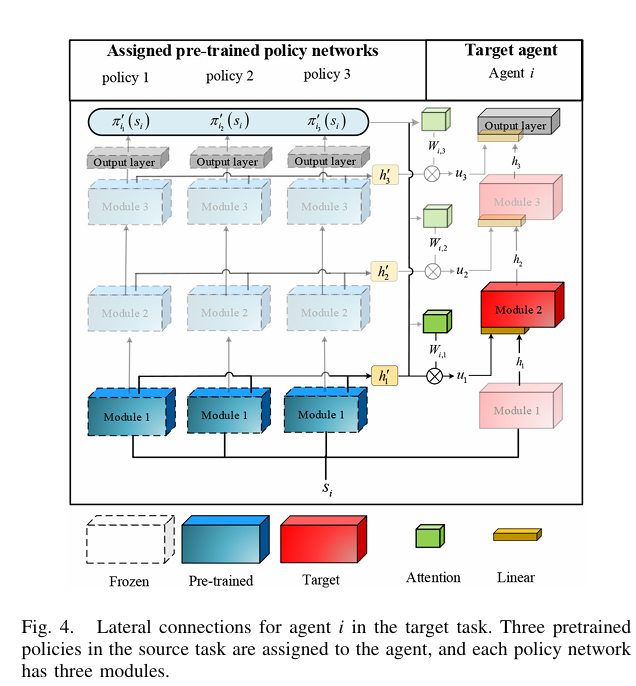 Assigned pre-trained policy networks
Target agent
policy 1 policy 2 policy 3
Agent i
π′i1(si) π′i2(si) π′i3(si)
Output layer
Wi,3
Output layer Output layer Output layer
h′3
u3
h3
Module 3 Module 3 Module 3
Module 3
Wi,2
h′2
u2
h2
Module 2 Module 2 Module 2
Module 2
Wi,1
h′1
u1
h1
Module 1 Module 1 Module 1
Module 1
si
Frozen Pre-trained Target Attention Linear
Fig. 4. Lateral connections for agent i in the target task. Three pretrained
policies in the source task are assigned to the agent, and each policy network
has three modules.